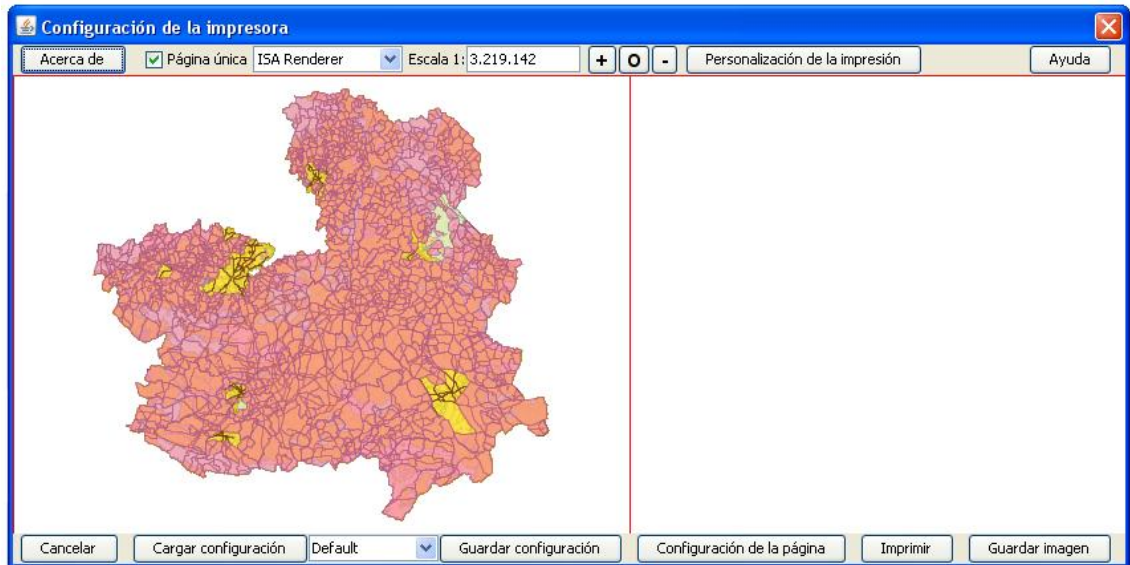 Configuración de la impresora
Acerca de Página única ISA Renderer Escala 1: 3.219.142 + O - Personalización de la impresión Ayuda
Cancelar Cargar configuración Default Guardar configuración Configuración de la página Imprimir Guardar imagen